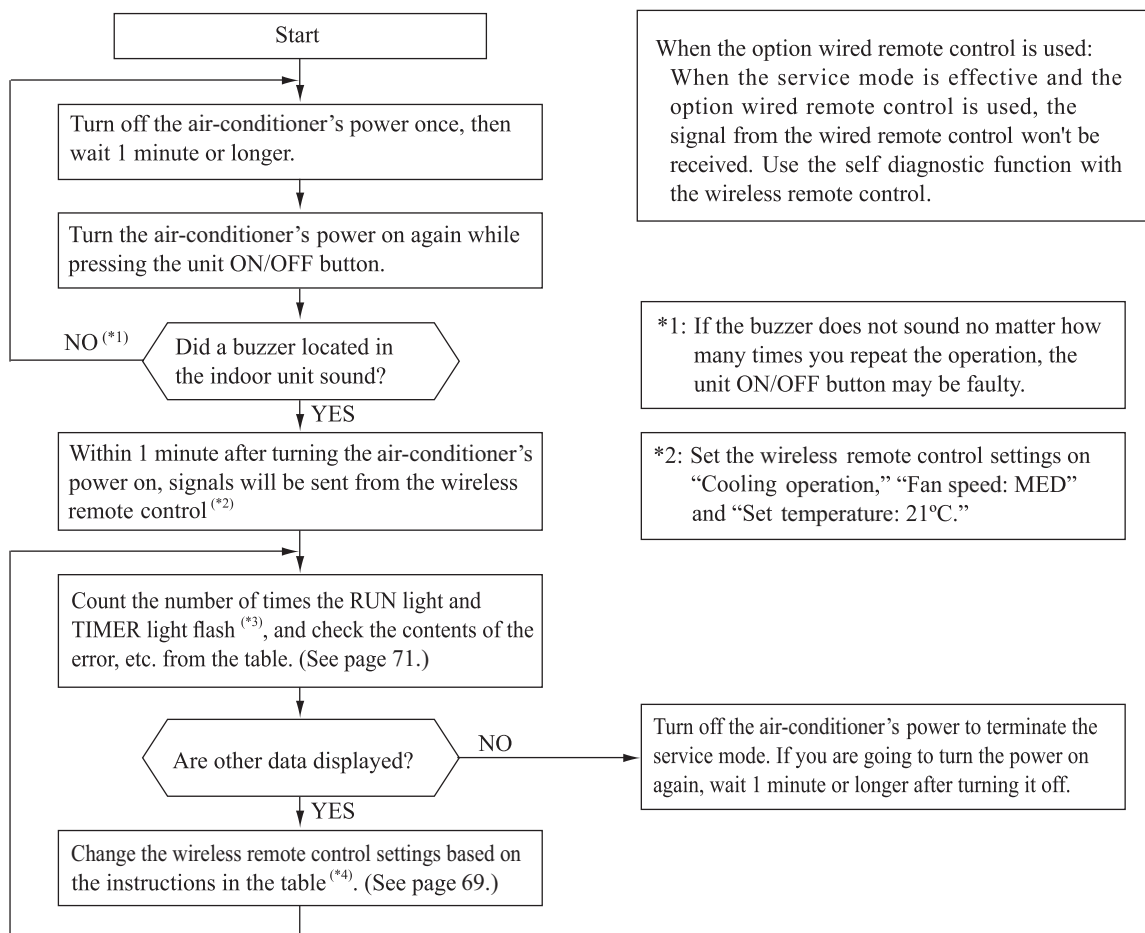 Start
Turn off the air-conditioner's power once, then
wait 1 minute or longer.
Turn the air-conditioner's power on again while
pressing the unit ON/OFF button.
NO (*1)
Did a buzzer located in
the indoor unit sound?
YES
Within 1 minute after turning the air-conditioner's
power on, signals will be sent from the wireless
remote control (*2)
Count the number of times the RUN light and
TIMER light flash (*3), and check the contents of the
error, etc. from the table. (See page 71.)
Are other data displayed?
NO
YES
Change the wireless remote control settings based on
the instructions in the table (*4). (See page 69.)
When the option wired remote control is used:
When the service mode is effective and the
option wired remote control is used, the
signal from the wired remote control won't be
received. Use the self diagnostic function with
the wireless remote control.
*1: If the buzzer does not sound no matter how
many times you repeat the operation, the
unit ON/OFF button may be faulty.
*2: Set the wireless remote control settings on
“Cooling operation,” “Fan speed: MED”
and “Set temperature: 21ºC.”
Turn off the air-conditioner's power to terminate the
service mode. If you are going to turn the power on
again, wait 1 minute or longer after turning it off.